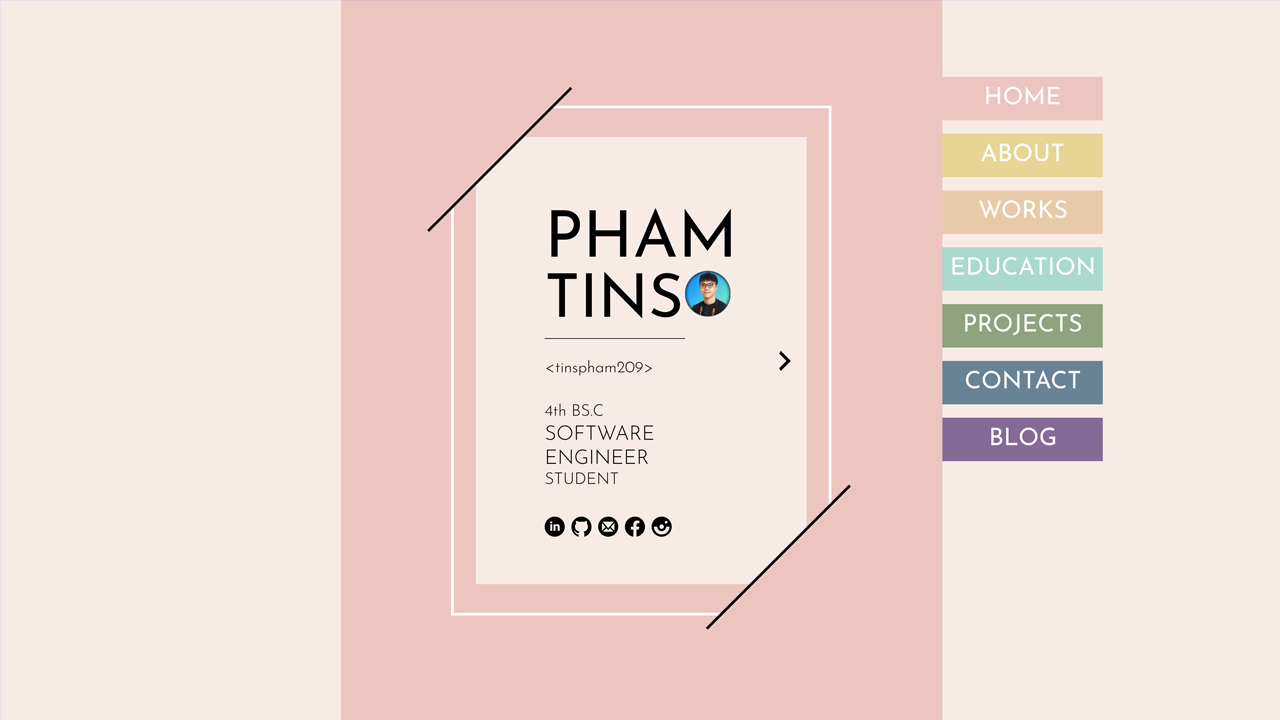 PHAM
TINS
<tinspham209>
4th BS.C
SOFTWARE
ENGINEER
STUDENT
HOME
ABOUT
WORKS
EDUCATION
PROJECTS
CONTACT
BLOG